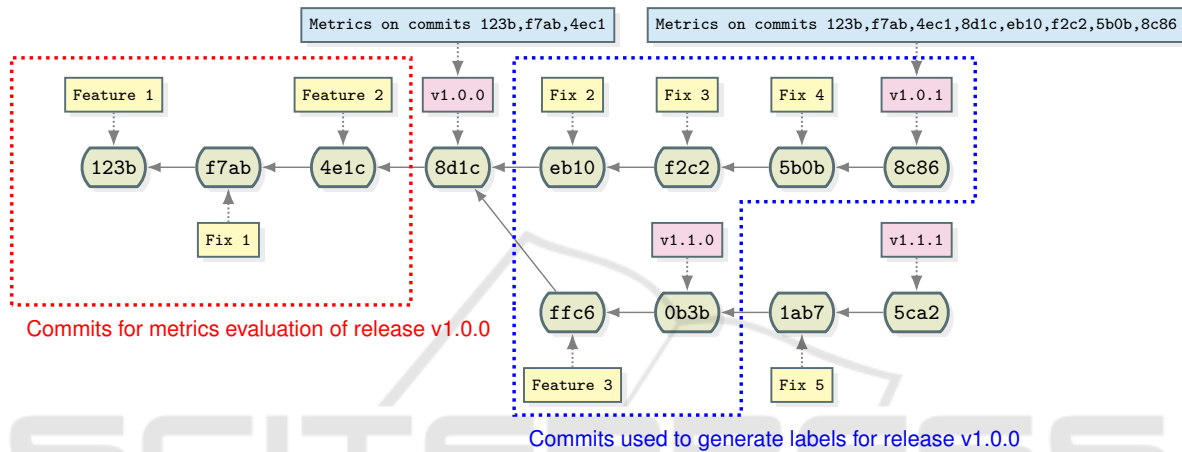 Metrics on commits 123b,f7ab,4ec1
Metrics on commits 123b,f7ab,4ec1,8d1c,eb10,f2c2,5b0b,8c86
Feature 1
Feature 2
v1.0.0
Fix 2
Fix 3
Fix 4
v1.0.1
123b
f7ab
4e1c
8d1c
eb10
f2c2
5b0b
8c86
Fix 1
v1.1.0
v1.1.1
ffc6
0b3b
1ab7
5ca2
Commits for metrics evaluation of release v1.0.0
Feature 3
Fix 5
Commits used to generate labels for release v1.0.0